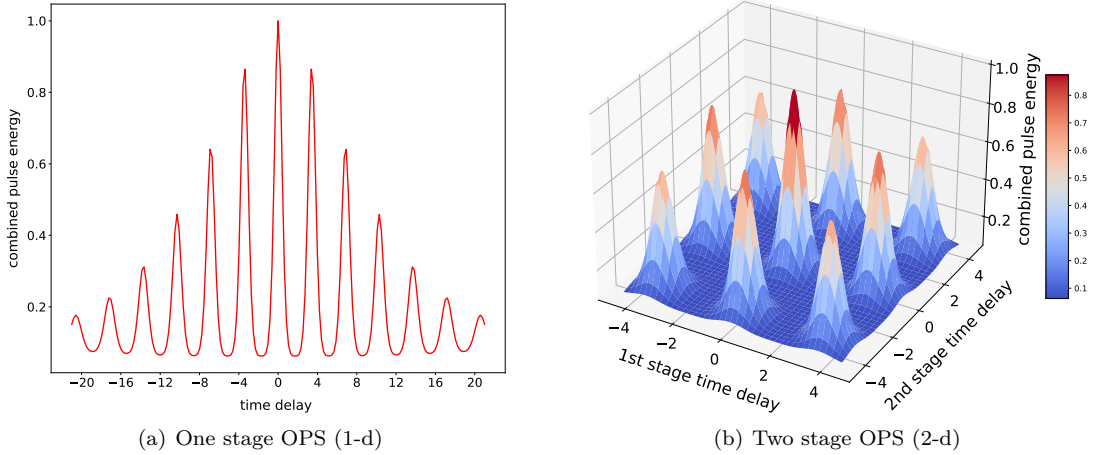 combined pulse energy
1.0
0.8
0.6
0.4
0.2
−20 −16 −12 −8 −4 0 4 8 12 16 20
time delay
(a) One stage OPS (1-d)
combined pulse energy
1.0
0.8
0.6
0.4
0.2
−4 −2 0 2 4
1st stage time delay
−4 −2 0 2 4
2nd stage time delay
0.8
0.7
0.6
0.5
0.4
0.3
0.2
0.1
(b) Two stage OPS (2-d)